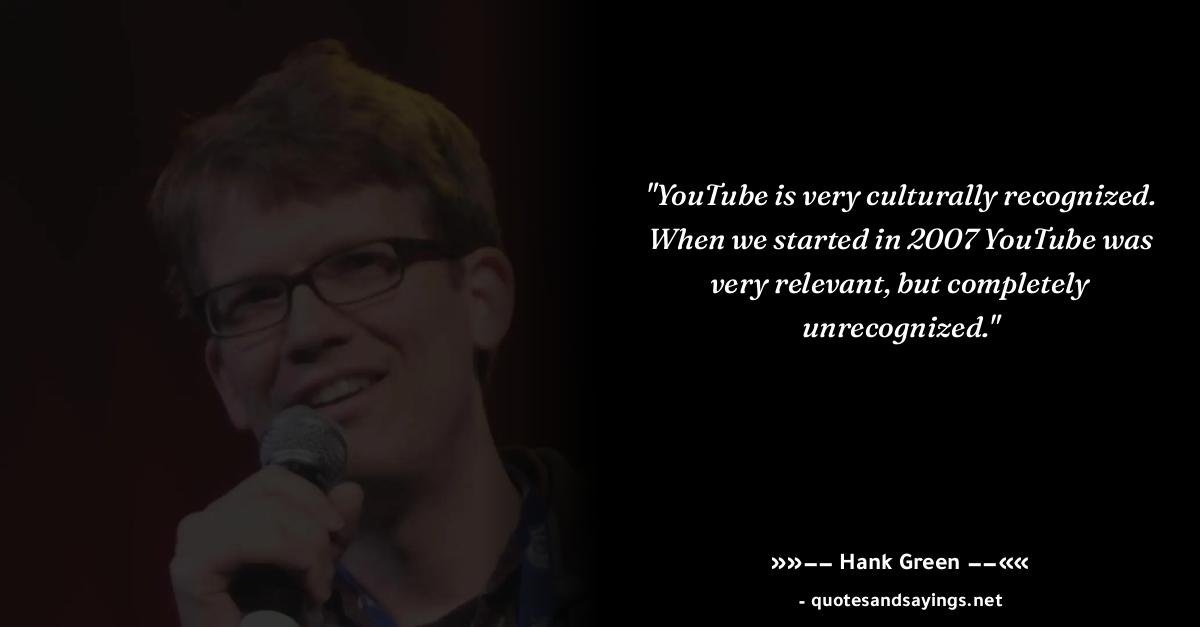 "YouTube is very culturally recognized.
When we started in 2007 YouTube was
very relevant, but completely
unrecognized."
»»−− Hank Green −−««
- quotesandsayings.net